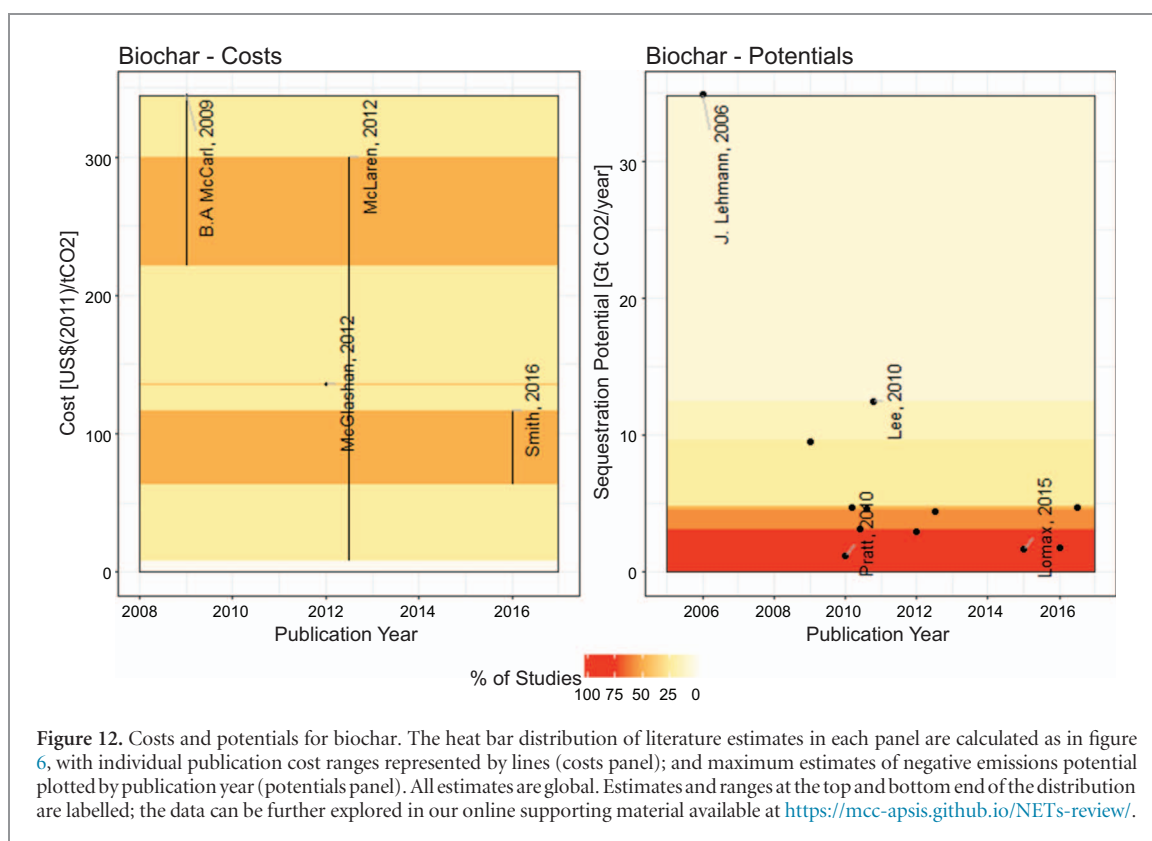 Biochar - Costs
Cost [US$(2011)/tCO2]
300
200
100
0
B.A McCarl, 2009
McLaren, 2012
McGlashan, 2012
Smith, 2016
2008 2010 2012 2014 2016
Publication Year
Biochar - Potentials
Sequestration Potential [Gt CO2/year]
30
20
10
0
J. Lehmann, 2006
Lee, 2010
Pratt, 2010
Lomax, 2015
2006 2010 2012 2014 2016
Publication Year
% of Studies
100 75 50 25 0
Figure 12. Costs and potentials for biochar. The heat bar distribution of literature estimates in each panel are calculated as in figure
6, with individual publication cost ranges represented by lines (costs panel); and maximum estimates of negative emissions potential
plotted by publication year (potentials panel). All estimates are global. Estimates and ranges at the top and bottom end of the distribution
are labelled; the data can be further explored in our online supporting material available at https://mcc-apsis.github.io/NETs-review/.